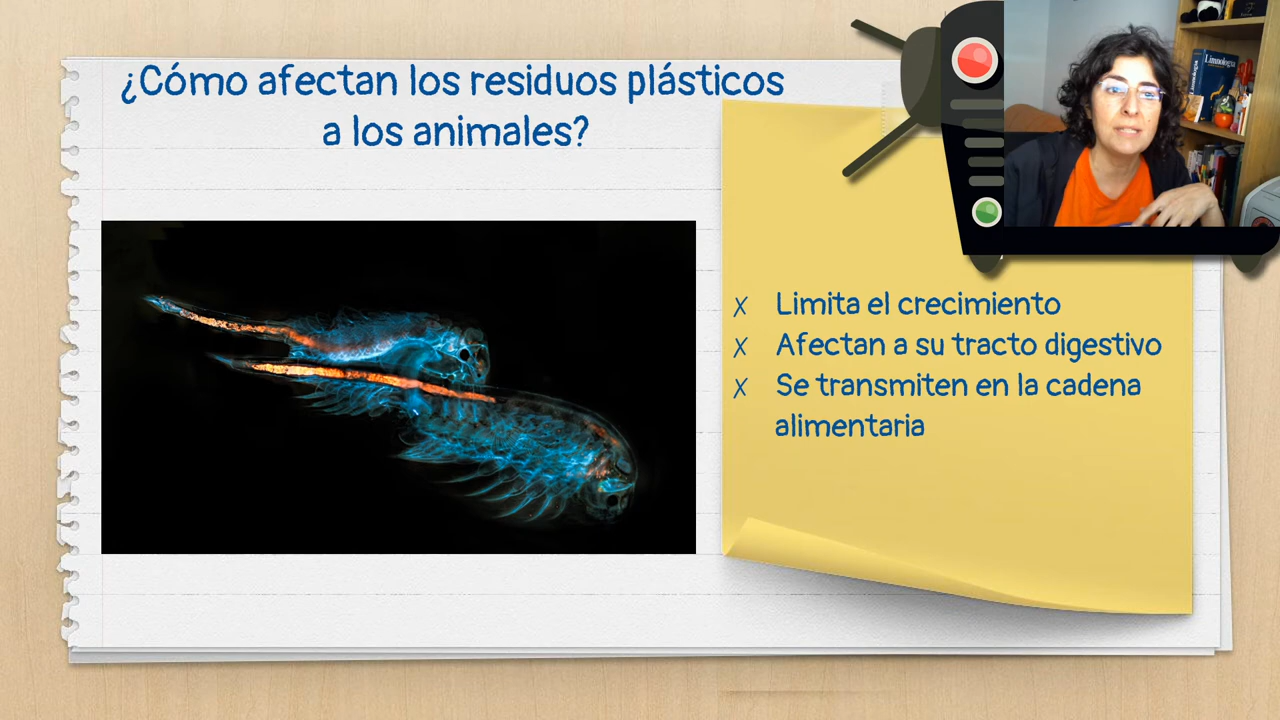 ¿Cómo afectan los residuos plásticos
a los animales?
Limnología
X Limita el crecimiento
X Afectan a su tracto digestivo
X Se transmiten en la cadena
alimentaria